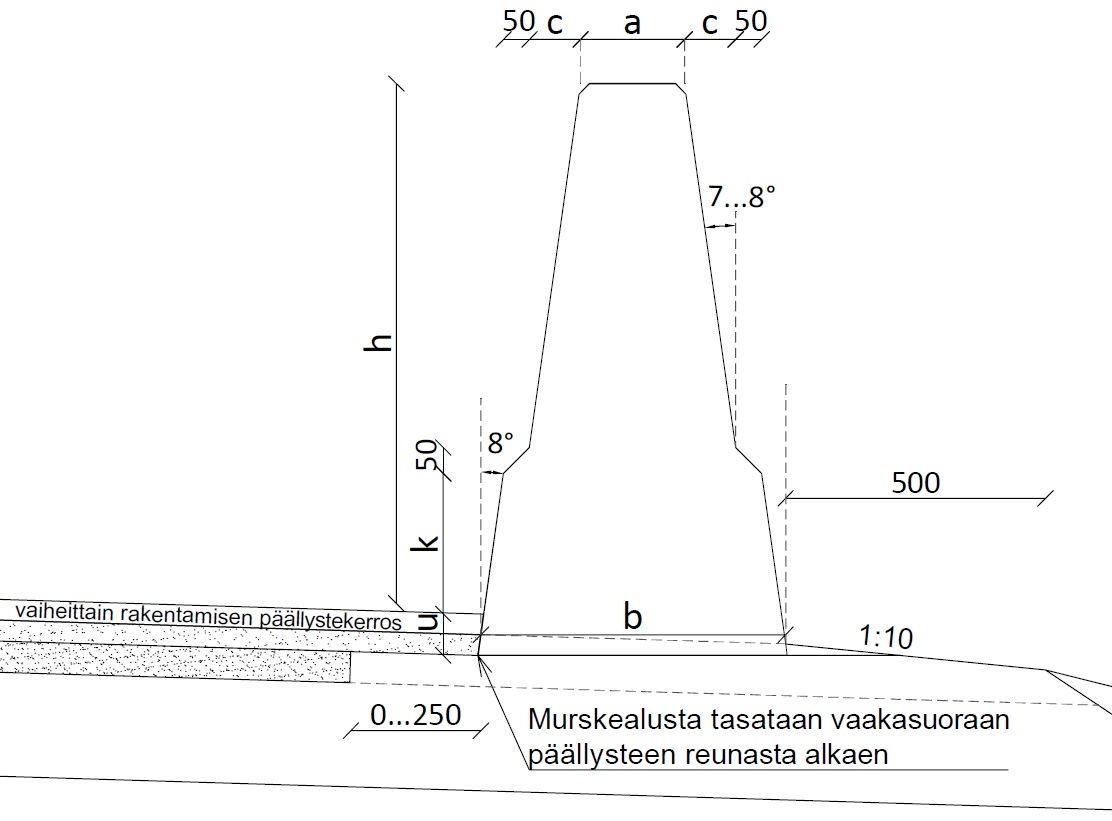 50 c a c 50
7...8°
h
50
8°
500
k
u
vaiheittain rakentamisen päällystekerros
b
1:10
0...250
Murskealusta tasataan vaakasuoraan
päällysteen reunasta alkaen